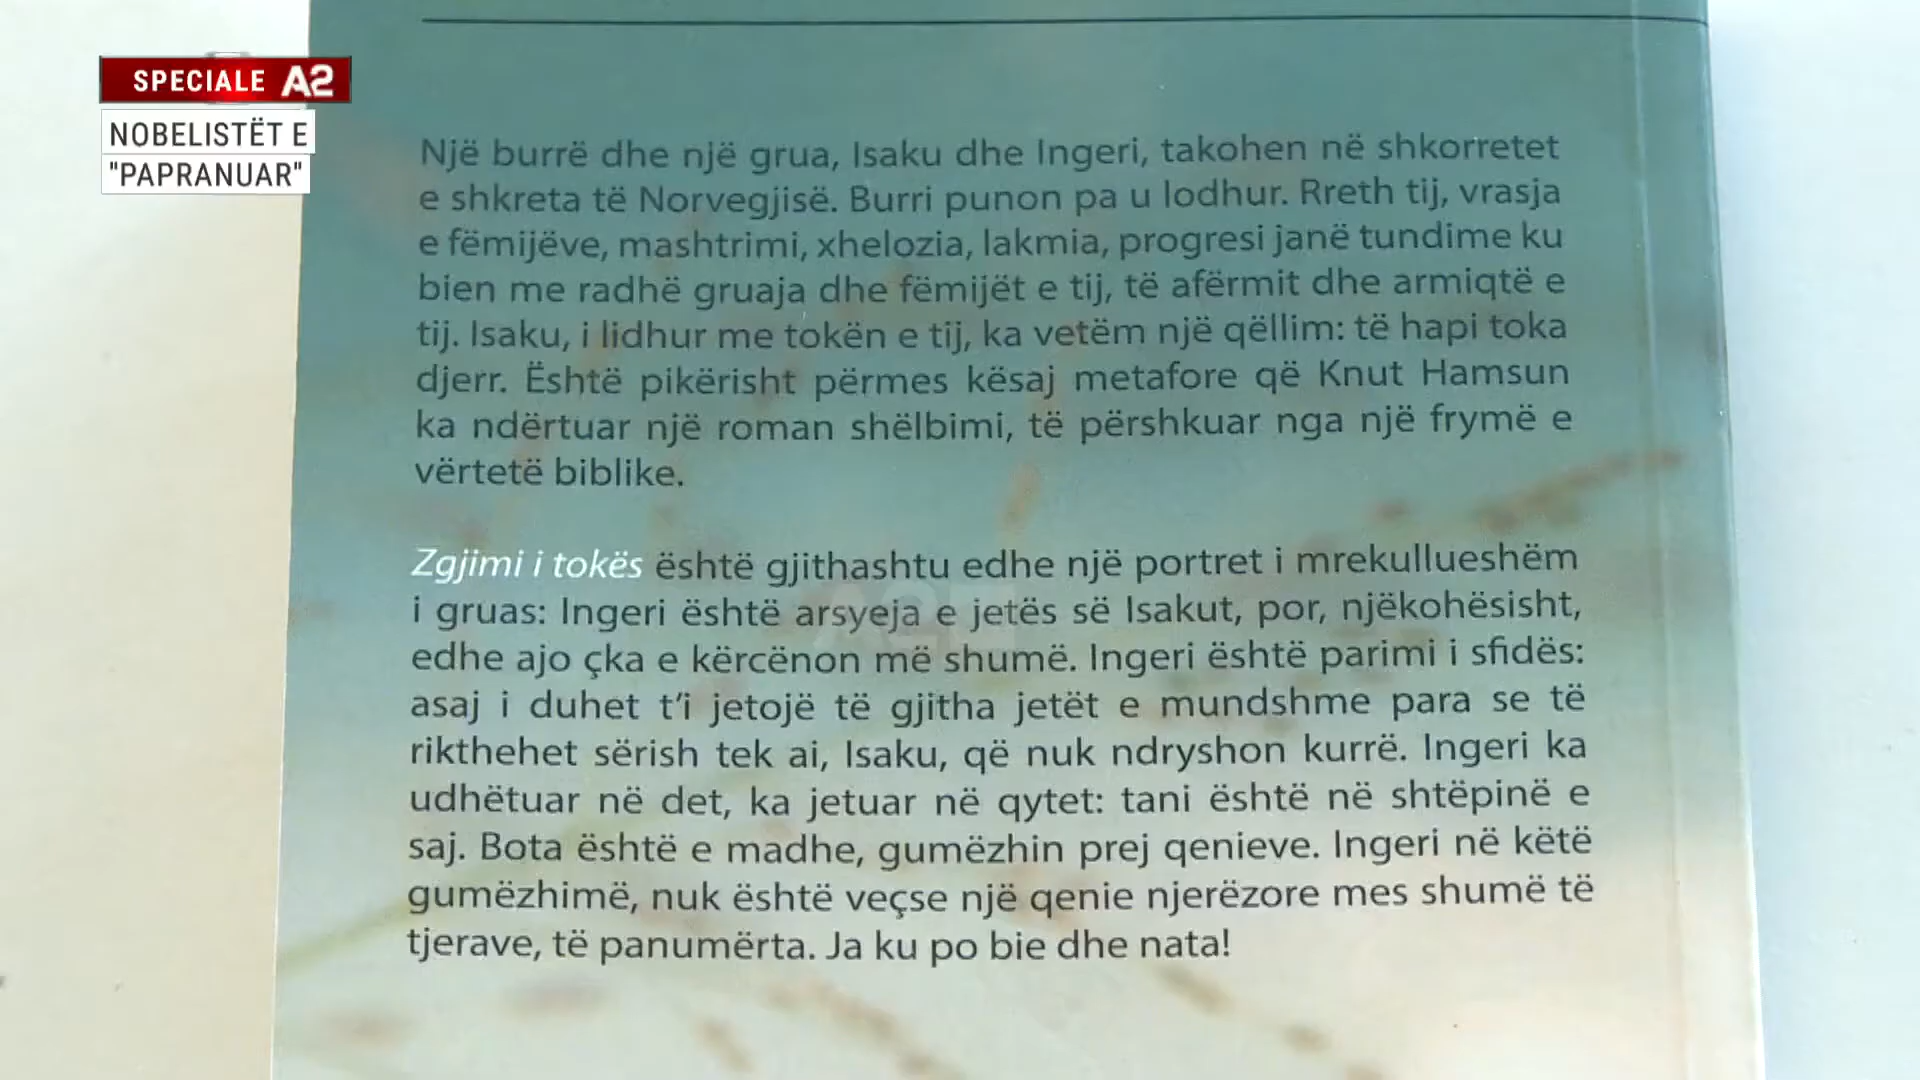 SPECIALE A2
NOBELISTËT E
"PAPRANUAR"
Një burrë dhe një grua, Isaku dhe Ingeri, takohen në shkorretet
e shkreta të Norvegjisë. Burri punon pa u lodhur. Rreth tij, vrasja
e fëmijëve, mashtrimi, xhelozia, lakmia, progresi janë tundime ku
bien me radhë gruaja dhe fëmijët e tij, të afërmit dhe armiqtë e
tij. Isaku, i lidhur me tokën e tij, ka vetëm një qëllim: të hapi toka
djerr. Është pikërisht përmes kësaj metafore që Knut Hamsun
ka ndërtuar një roman shëlbimi, të përshkuar nga një frymë e
vërtetë biblike.
Zgjimi i tokës është gjithashtu edhe një portret i mrekullueshëm
i gruas: Ingeri është arsyeja e jetës së Isakut, por, njëkohësisht,
edhe ajo çka e kërcënon më shumë. Ingeri është parimi i sfidës:
asaj i duhet t'i jetojë të gjitha jetët e mundshme para se të
rikthehet sërish tek ai, Isaku, që nuk ndryshon kurrë. Ingeri ka
udhëtuar në det, ka jetuar në qytet: tani është në shtëpinë e
saj. Bota është e madhe, gumëzhin prej qenieve. Ingeri në këtë
gumëzhimë, nuk është veçse një qenie njerëzore mes shumë të
tjerave, të panumërta. Ja ku po bie dhe nata!